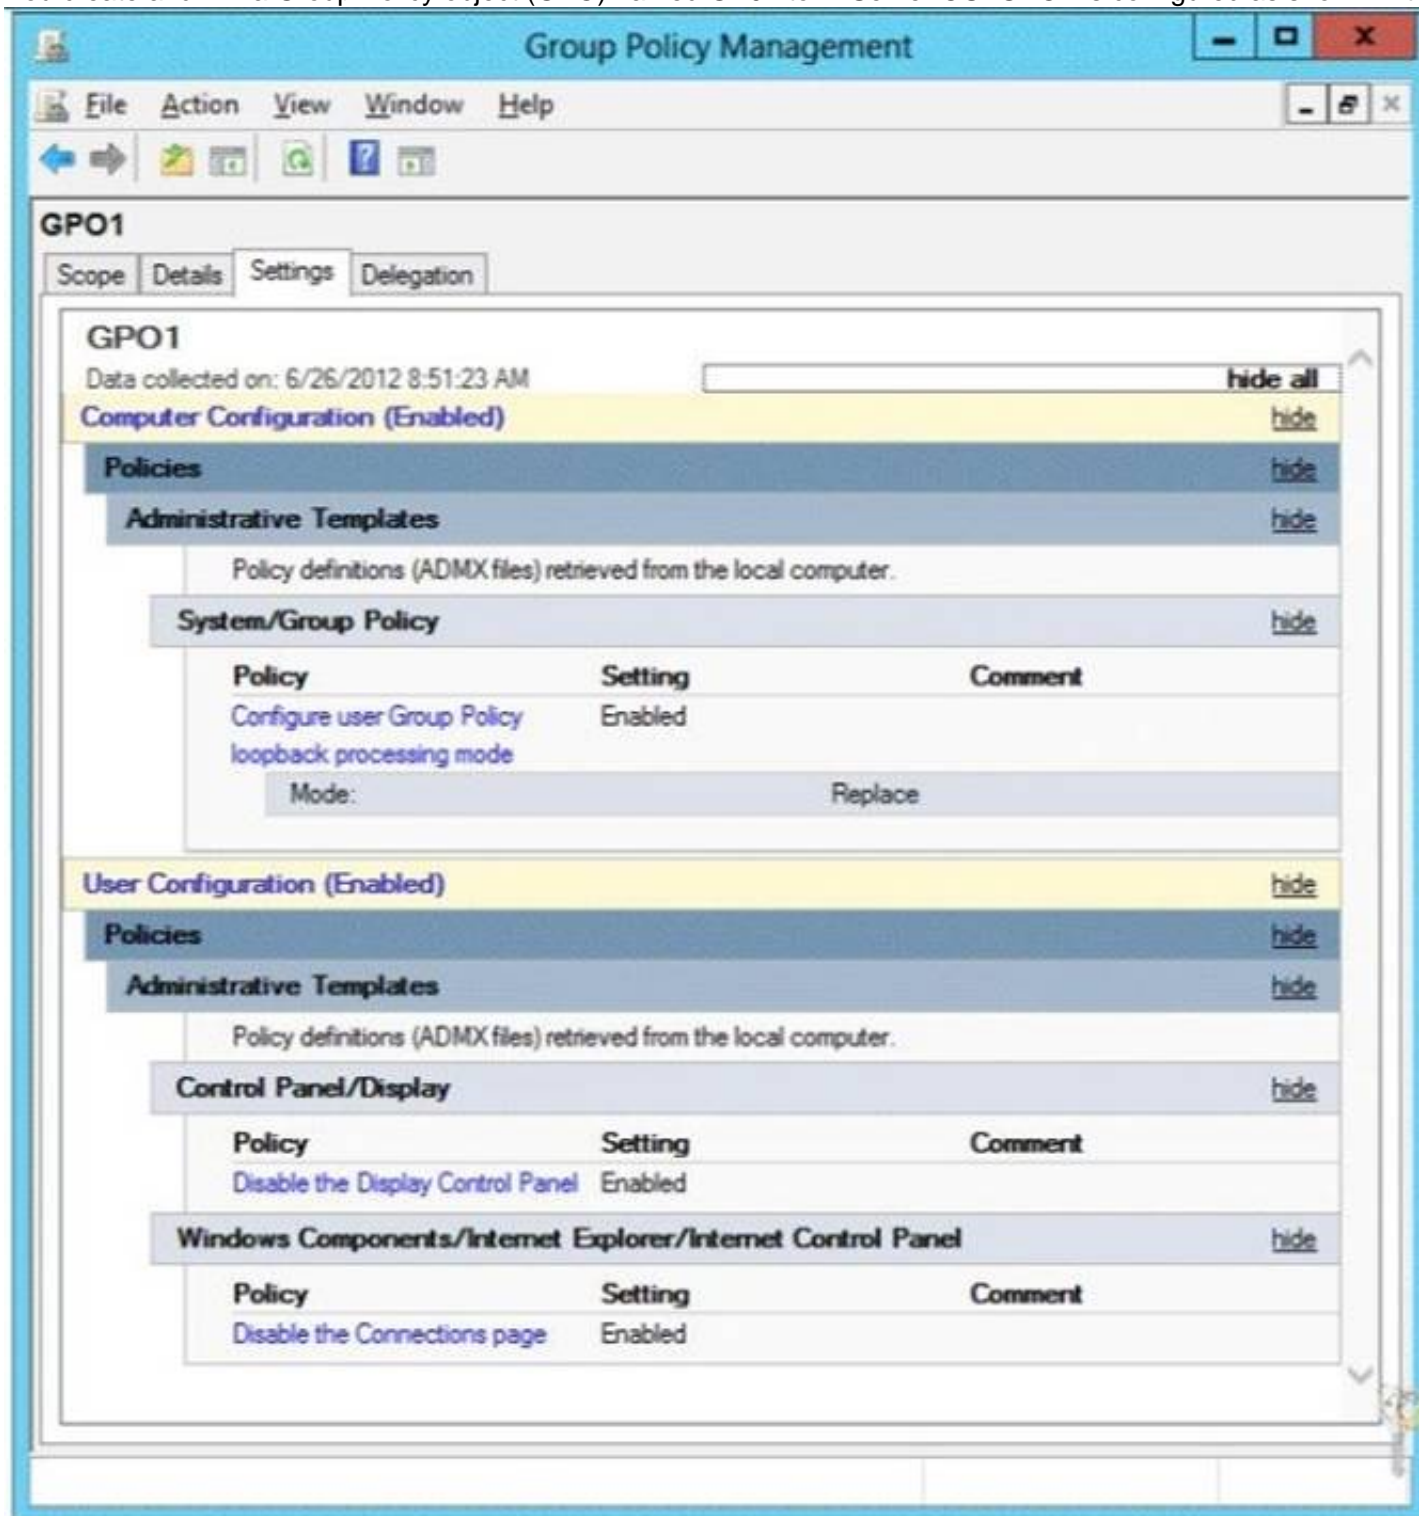 Group Policy Management
File Action View Window Help
GPO1
Scope Details Settings Delegation
GPO1
Data collected on: 6/26/2012 8:51:23 AM hide all
Computer Configuration (Enabled) hide
Policies hide
Administrative Templates hide
Policy definitions (ADMX files) retrieved from the local computer.
System/Group Policy hide
Policy Setting Comment
Configure user Group Policy Enabled
loopback processing mode
Mode: Replace
User Configuration (Enabled) hide
Policies hide
Administrative Templates hide
Policy definitions (ADMX files) retrieved from the local computer.
Control Panel/Display hide
Policy Setting Comment
Disable the Display Control Panel Enabled
Windows Components/Internet Explorer/Internet Control Panel hide
Policy Setting Comment
Disable the Connections page Enabled